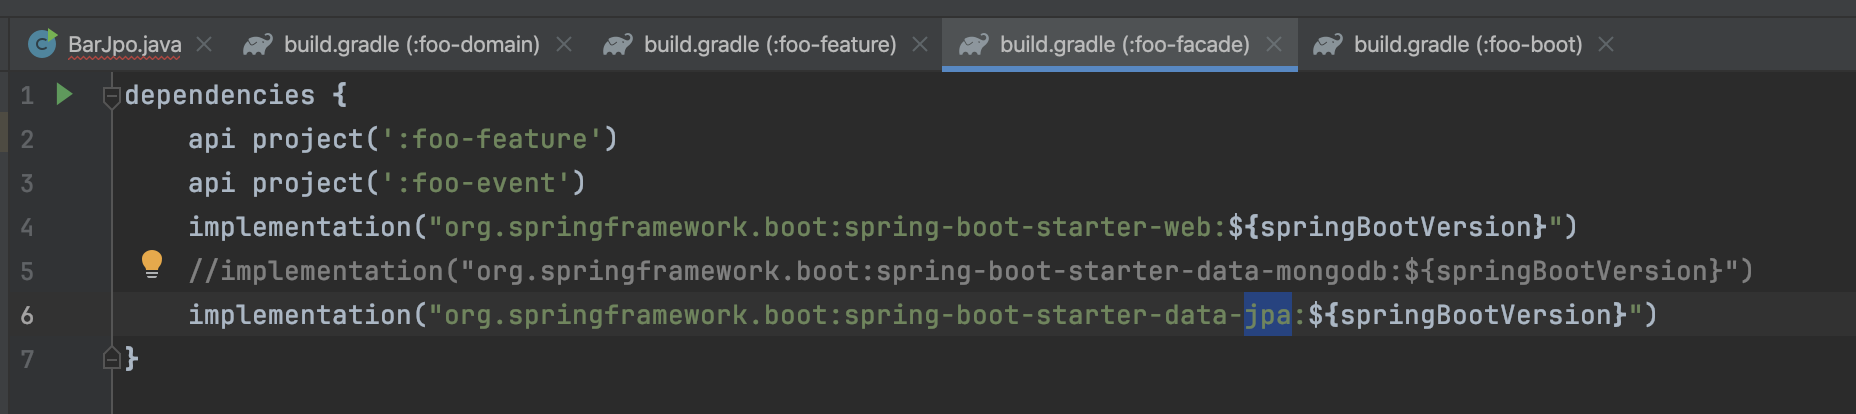 BarJpo.java build.gradle (:foo-domain) build.gradle (:foo-feature) build.gradle (:foo-facade) build.gradle (:foo-boot)
1 dependencies {
2 api project(':foo-feature')
3 api project(':foo-event')
4 implementation("org.springframework.boot:spring-boot-starter-web:${springBootVersion}")
5 //implementation("org.springframework.boot:spring-boot-starter-data-mongodb:${springBootVersion}")
6 implementation("org.springframework.boot:spring-boot-starter-data-jpa:${springBootVersion}")
7 }